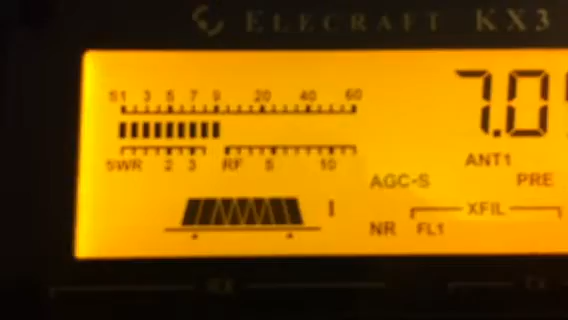 ELECRAFT KX3
S1 3 5 7 9 20 40 60
7.0
SWR 2 3 RF 5 10
ANT1
AGC-S PRE
XFIL
NR FL1
I